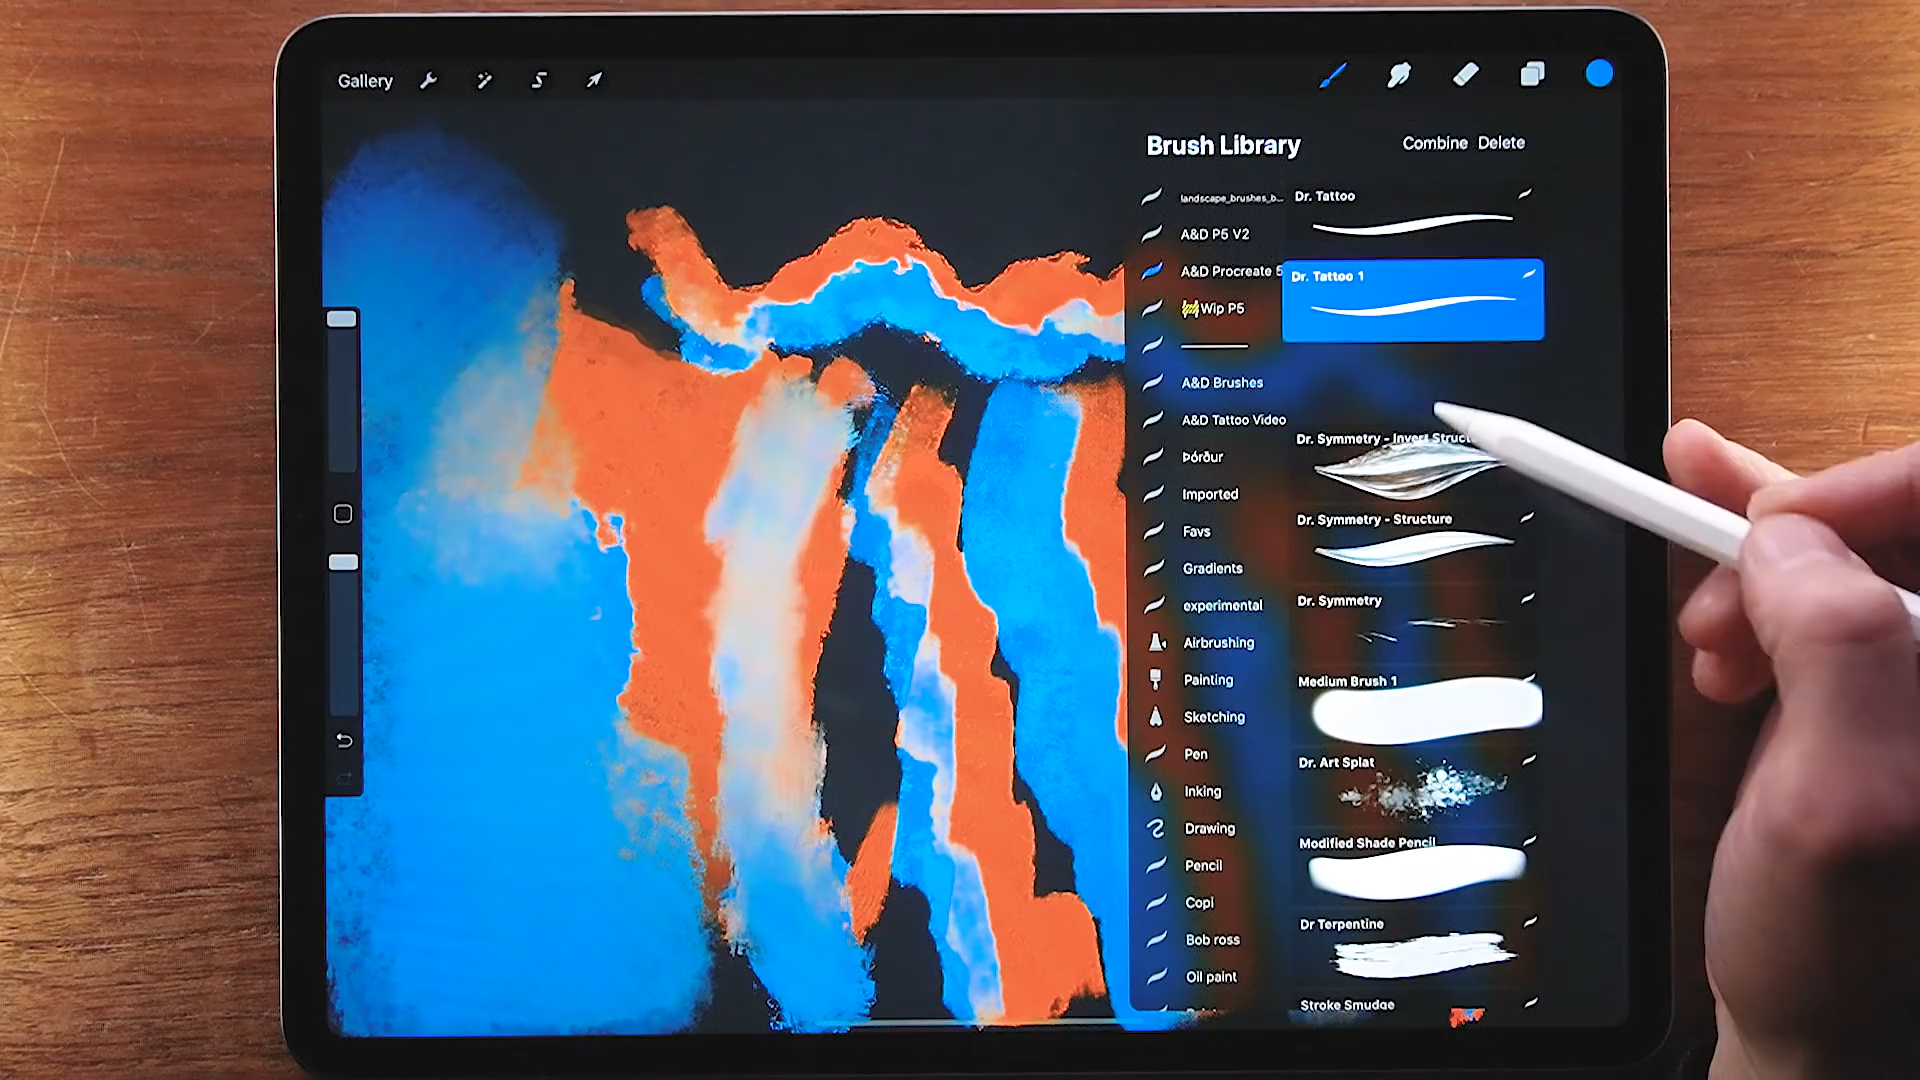 Gallery
Brush Library
Combine Delete
landscape_brushes_b...
A&D P5 V2
A&D Procreate 5
Wip P5
A&D Brushes
A&D Tattoo Video
Þórður
Imported
Favs
Gradients
experimental
Airbrushing
Painting
Sketching
Pen
Inking
Drawing
Pencil
Copi
Bob ross
Oil paint
Dr. Tattoo
Dr. Tattoo 1
Dr. Symmetry - Invert Struct
Dr. Symmetry - Structure
Dr. Symmetry
Medium Brush 1
Dr. Art Splat
Modified Shade Pencil
Dr Terpentine
Stroke Smudge